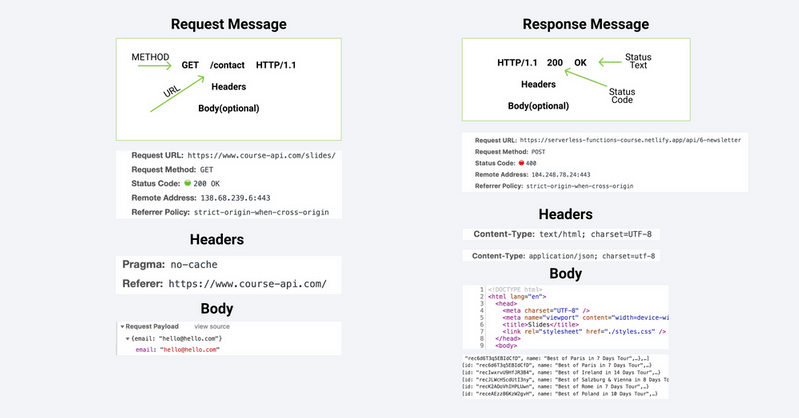 Request Message
METHOD
GET /contact HTTP/1.1
URL
Headers
Body(optional)
Request URL: https://www.course-api.com/slides/
Request Method: GET
Status Code: 200 OK
Remote Address: 138.68.239.6:443
Referrer Policy: strict-origin-when-cross-origin
Headers
Pragma: no-cache
Referer: https://www.course-api.com/
Body
Request Payload view source
{email: "hello@hello.com"}
email: "hello@hello.com"
Response Message
HTTP/1.1 200 OK
Status
Text
Headers
Status
Code
Body(optional)
Request URL: https://serverless-functions-course.netlify.app/api/6-newsletter
Request Method: POST
Status Code: 400
Remote Address: 104.248.78.24:443
Referrer Policy: strict-origin-when-cross-origin
Headers
Content-Type: text/html; charset=UTF-8
Content-Type: application/json; charset=utf-8
Body
1 <!DOCTYPE html>
2 <html lang="en">
3 <head>
4 <meta charset="UTF-8" />
5 <meta name="viewport" content="width=device-wi
6 <title>Slides</title>
7 <link rel="stylesheet" href="./styles.css" />
8 </head>
9 <body>
"rec6d6T3q5EBIdCfD", name: "Best of Paris in 7 Days Tour",…},…]
[id: "rec6d6T3q5EBIdCfD", name: "Best of Paris in 7 Days Tour",…}
[id: name: "Best of Ireland in 14 Days Tour",…}
[id: name: "Best of Salzburg & Vienna in 8 Days To
[id: name: "Best of Rome in 7 Days Tour",…}
[id: name: "Best of Poland in 10 Days Tour",…}